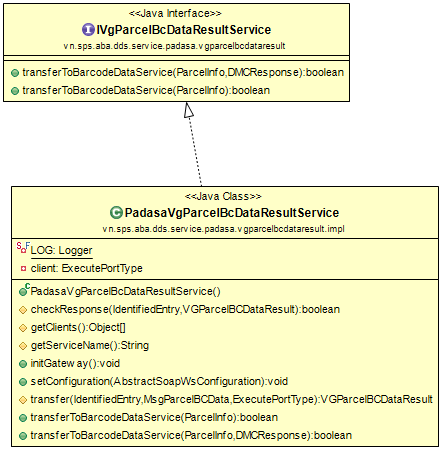 <<Java Interface>>
I IVgParcelBcDataResultService
vn.sps.aba.dds.service.padasa.vgparcelbcdataresult
transferToBarcodeDataService(ParcelInfo,DMCResponse):boolean
transferToBarcodeDataService(ParcelInfo):boolean
<<Java Class>>
C PadasaVgParcelBcDataResultService
vn.sps.aba.dds.service.padasa.vgparcelbcdataresult.impl
S F LOG: Logger
client: ExecutePortType
C PadasaVgParcelBcDataResultService()
checkResponse(IdentifiedEntry,VGParcelBCDataResult):boolean
getClients():Object[]
getServiceName():String
initGateway():void
setConfiguration(AbstractSoapWsConfiguration):void
transfer(IdentifiedEntry,MsgParcelBCData,ExecutePortType):VGParcelBCDataResult
transferToBarcodeDataService(ParcelInfo):boolean
transferToBarcodeDataService(ParcelInfo,DMCResponse):boolean